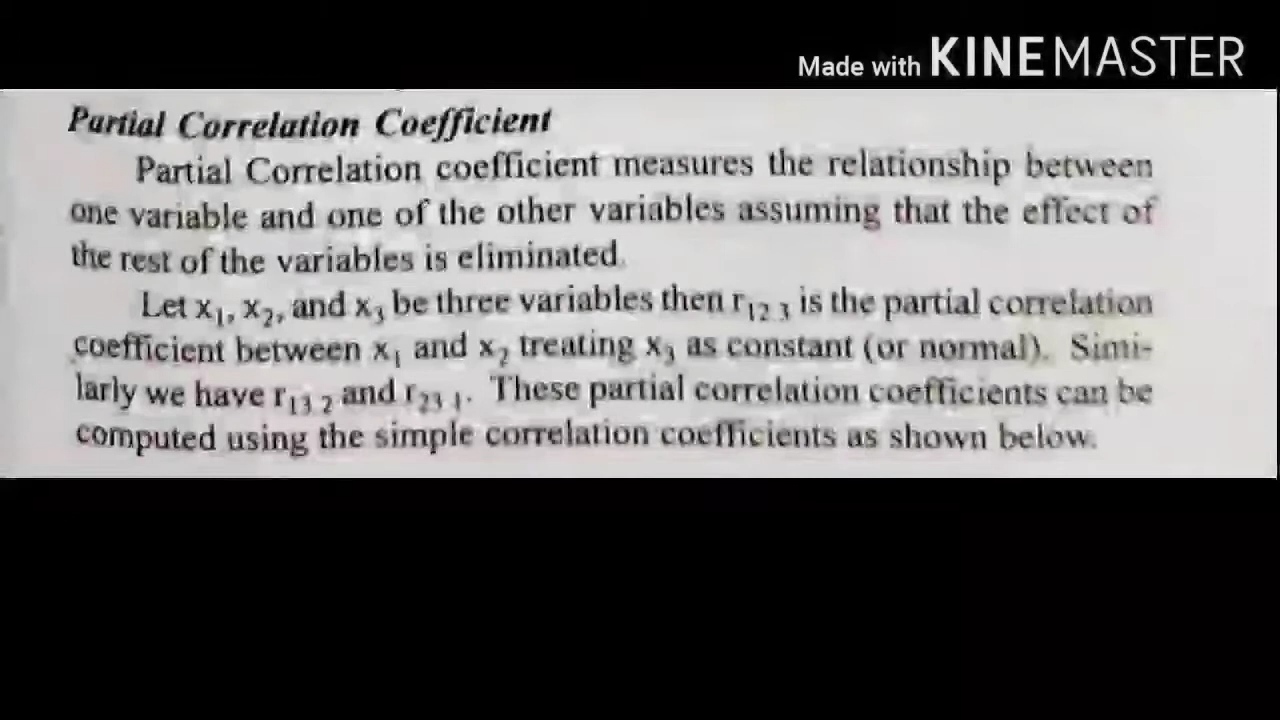 Made with KINEMASTER
Partial Correlation Coefficient
Partial Correlation coefficient measures the relationship between
one variable and one of the other variables assuming that the effect of
the rest of the variables is eliminated.
Let x₁, x₂, and x₃ be three variables then r₁₂.₃ is the partial correlation
coefficient between x₁ and x₂ treating x₃ as constant (or normal). Simi-
larly we have r₁₃.₂ and r₂₃.₁. These partial correlation coefficients can be
computed using the simple correlation coefficients as shown below.